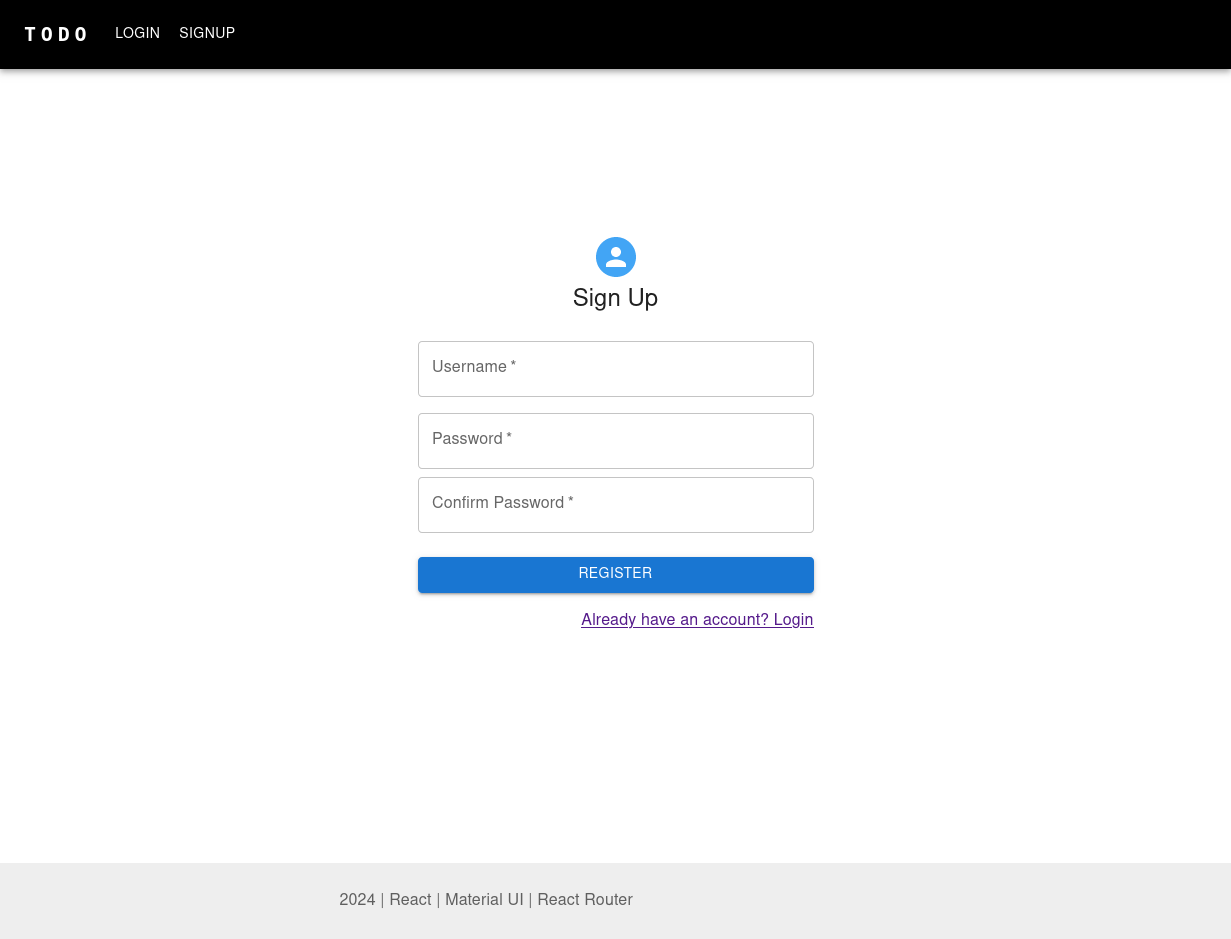 TODO LOGIN SIGNUP
Sign Up
Username *
Password *
Confirm Password *
REGISTER
Already have an account? Login
2024 | React | Material UI | React Router